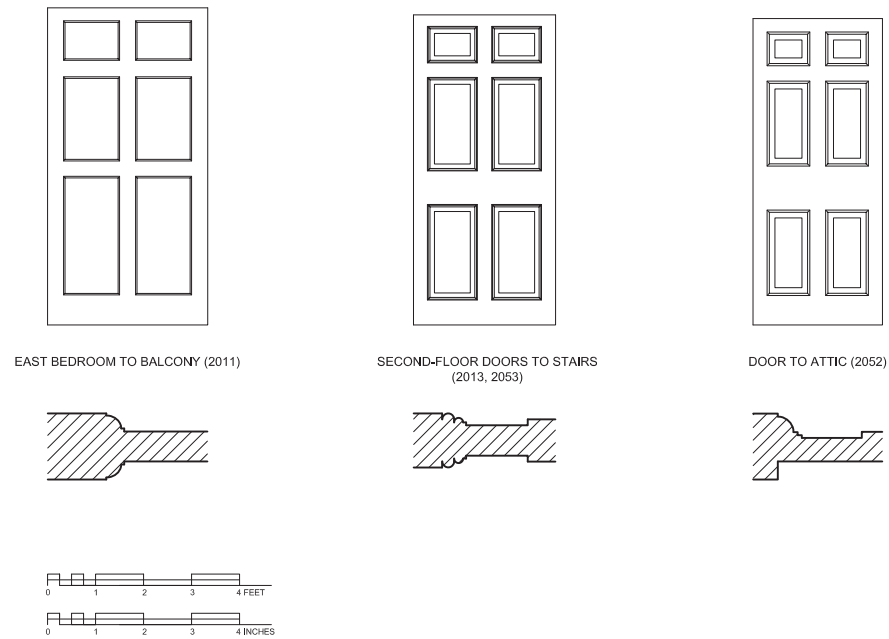 EAST BEDROOM TO BALCONY (2011)
SECOND-FLOOR DOORS TO STAIRS
(2013, 2053)
DOOR TO ATTIC (2052)
0 1 2 3 4 FEET
0 1 2 3 4 INCHES